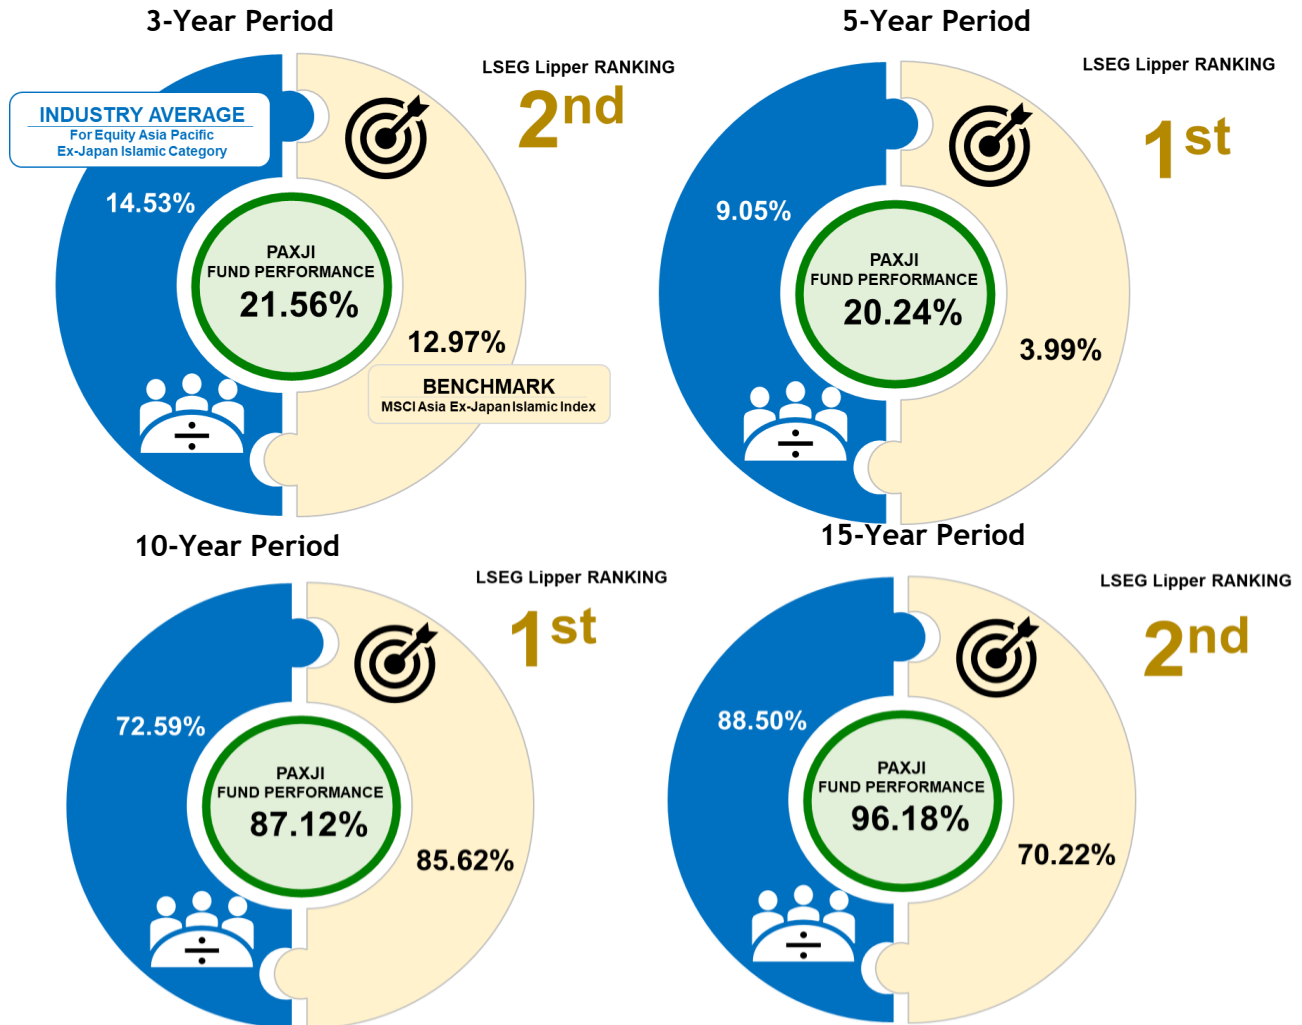 3-Year Period
LSEG Lipper RANKING
2nd
INDUSTRY AVERAGE
For Equity Asia Pacific
Ex-Japan Islamic Category
14.53%
PAXJI
FUND PERFORMANCE
21.56%
12.97%
BENCHMARK
MSCI Asia Ex-Japan Islamic Index
5-Year Period
LSEG Lipper RANKING
1st
9.05%
PAXJI
FUND PERFORMANCE
20.24%
3.99%
10-Year Period
LSEG Lipper RANKING
1st
72.59%
PAXJI
FUND PERFORMANCE
87.12%
85.62%
15-Year Period
LSEG Lipper RANKING
2nd
88.50%
PAXJI
FUND PERFORMANCE
96.18%
70.22%